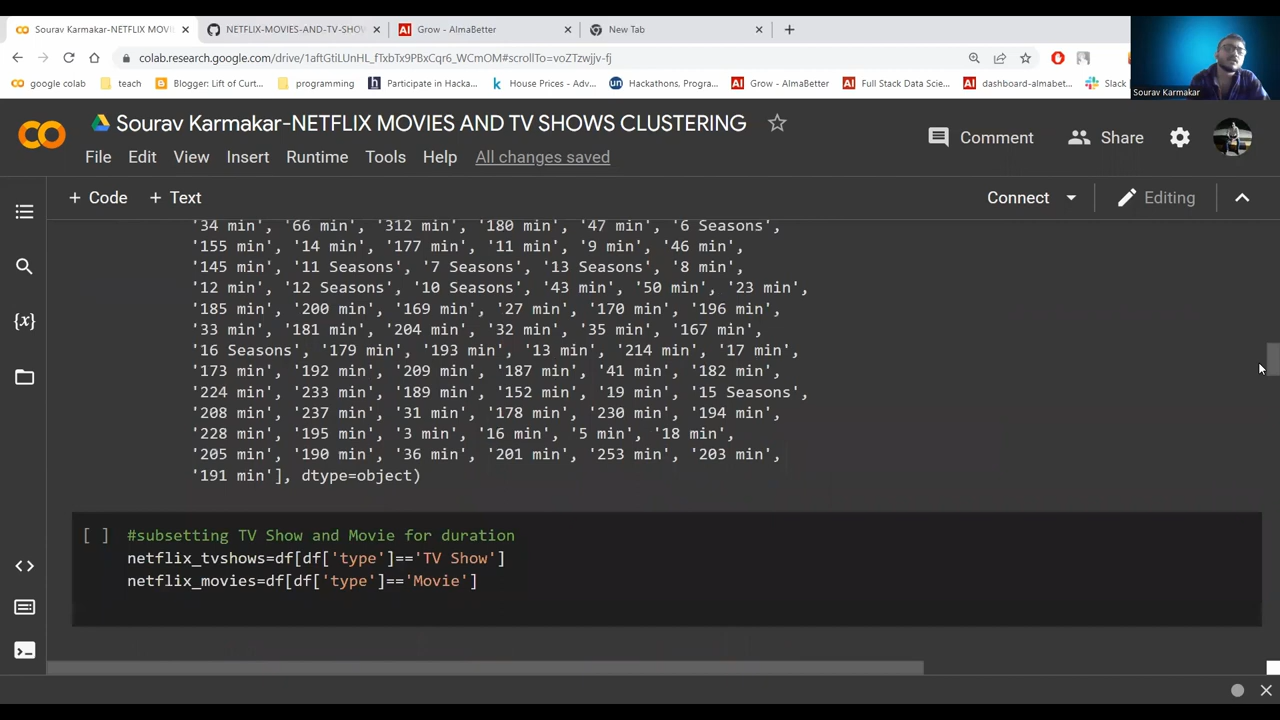 Sourav Karmakar-NETFLIX MOVI
NETFLIX-MOVIES-AND-TV-SHOW
AI Grow - AlmaBetter
New Tab
colab.research.google.com/drive/1aftGtiLUnHL_fTxbTx9PBxCqr6_WCmOM#scrollTo=voZTzwjjv-fj
google colab
teach
Blogger: Lift of Curt...
programming
Participate in Hacka...
House Prices - Adv...
un Hackathons, Progra...
AI Grow - AlmaBetter
AI Full Stack Data Scie...
AI dashboard-almabet...
Slack
Sourav Karmakar
CO
Sourav Karmakar-NETFLIX MOVIES AND TV SHOWS CLUSTERING
Comment
Share
File Edit View Insert Runtime Tools Help All changes saved
+ Code + Text
Connect
Editing
'34 min', '66 min', '312 min', '180 min', '47 min', '6 Seasons',
'155 min', '14 min', '177 min', '11 min', '9 min', '46 min',
'145 min', '11 Seasons', '7 Seasons', '13 Seasons', '8 min',
'12 min', '12 Seasons', '10 Seasons', '43 min', '50 min', '23 min',
'185 min', '200 min', '169 min', '27 min', '170 min', '196 min',
'33 min', '181 min', '204 min', '32 min', '35 min', '167 min',
'16 Seasons', '179 min', '193 min', '13 min', '214 min', '17 min',
'173 min', '192 min', '209 min', '187 min', '41 min', '182 min',
'224 min', '233 min', '189 min', '152 min', '19 min', '15 Seasons',
'208 min', '237 min', '31 min', '178 min', '230 min', '194 min',
'228 min', '195 min', '3 min', '16 min', '5 min', '18 min',
'205 min', '190 min', '36 min', '201 min', '253 min', '203 min',
'191 min'], dtype=object)
[ ] #subsetting TV Show and Movie for duration
netflix_tvshows=df[df['type']=='TV Show']
netflix_movies=df[df['type']=='Movie']